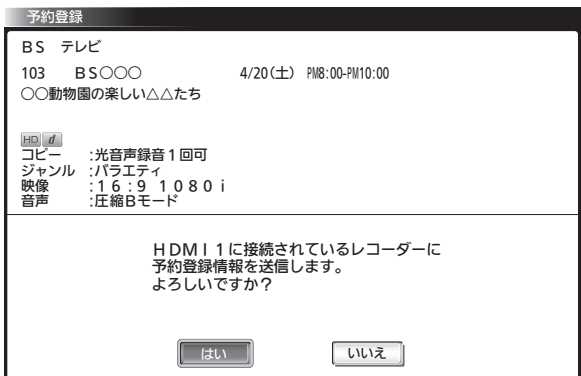 予約登録
BS テレビ
103 BS○○○ 4/20(土) PM8:00-PM10:00
○○動物園の楽しい△△たち
HD d
コピー :光音声録音1回可
ジャンル :バラエティ
映像 :16:9 1080i
音声 :圧縮Bモード
HDMI1に接続されているレコーダーに
予約登録情報を送信します。
よろしいですか？
はい いいえ